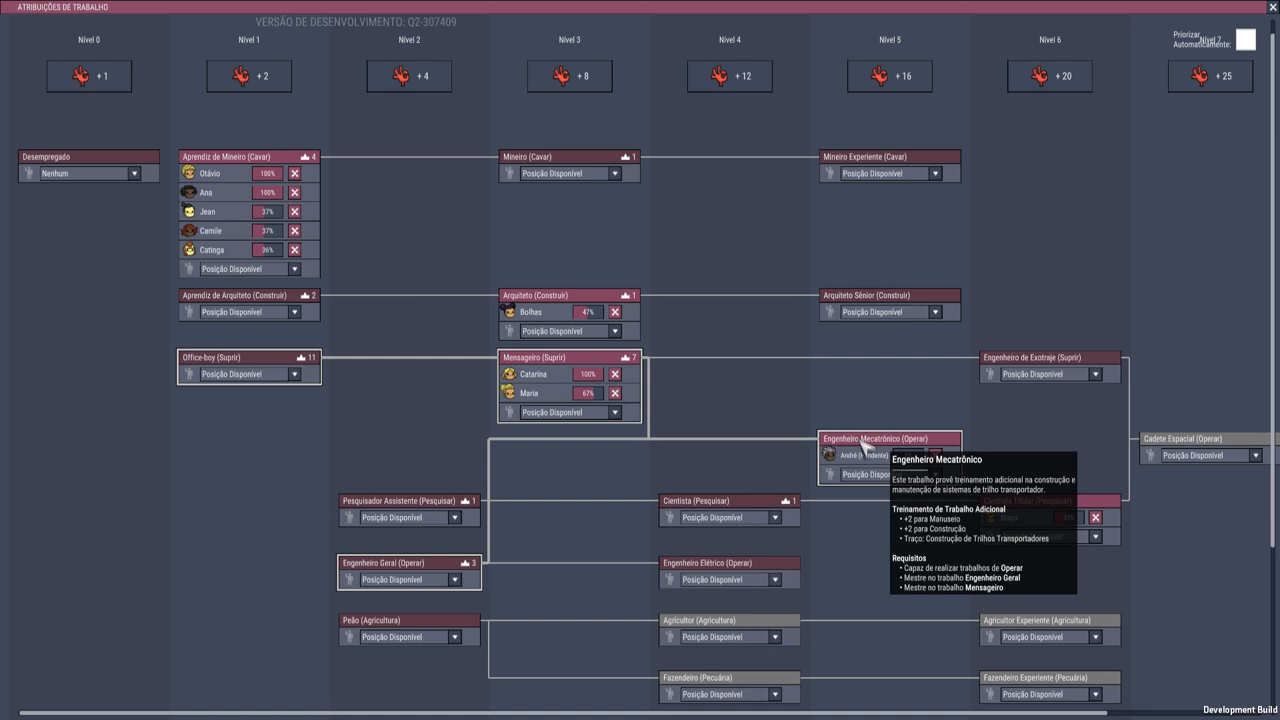 ATRIBUIÇÕES DE TRABALHO
VERSÃO DE DESENVOLVIMENTO: Q2-307409
Nível 0
Nível 1
Nível 2
Nível 3
Nível 4
Nível 5
Nível 6
Nível 7
Priorizar
Automaticamente:
+ 1
+ 2
+ 4
+ 8
+ 12
+ 16
+ 20
+ 25
Desempregado
Nenhum
Aprendiz de Mineiro (Cavar) 4
Otávio 100%
Ana 100%
Jean 37%
Camile 37%
Catinga 36%
Posição Disponível
Mineiro (Cavar) 1
Posição Disponível
Mineiro Experiente (Cavar)
Posição Disponível
Aprendiz de Arquiteto (Construir) 2
Posição Disponível
Arquiteto (Construir) 1
Bolhas 47%
Posição Disponível
Arquiteto Sênior (Construir)
Posição Disponível
Office-boy (Suprir) 11
Posição Disponível
Mensageiro (Suprir) 7
Catarina 100%
Maria 67%
Posição Disponível
Engenheiro de Exotraje (Suprir)
Posição Disponível
Engenheiro Mecatrônico (Operar)
André
Posição
Cadete Espacial (Operar)
Posição Disponível
Engenheiro Mecatrônico
Este trabalho provê treinamento adicional na construção e
manutenção de sistemas de trilho transportador.
Treinamento de Trabalho Adicional
• +2 para Manuseio
• +2 para Construção
• Traço: Construção de Trilhos Transportadores
Requisitos
• Capaz de realizar trabalhos de Operar
• Mestre no trabalho Engenheiro Geral
• Mestre no trabalho Mensageiro
Pesquisador Assistente (Pesquisar) 1
Posição Disponível
Cientista (Pesquisar) 1
Posição Disponível
Cientista Titular (Pesquisar)
Engenheiro Geral (Operar) 3
Posição Disponível
Engenheiro Elétrico (Operar)
Posição Disponível
Peão (Agricultura)
Posição Disponível
Agricultor (Agricultura)
Posição Disponível
Agricultor Experiente (Agricultura)
Posição Disponível
Fazendeiro (Pecuária)
Posição Disponível
Fazendeiro Experiente (Pecuária)
Posição Disponível
Development Build